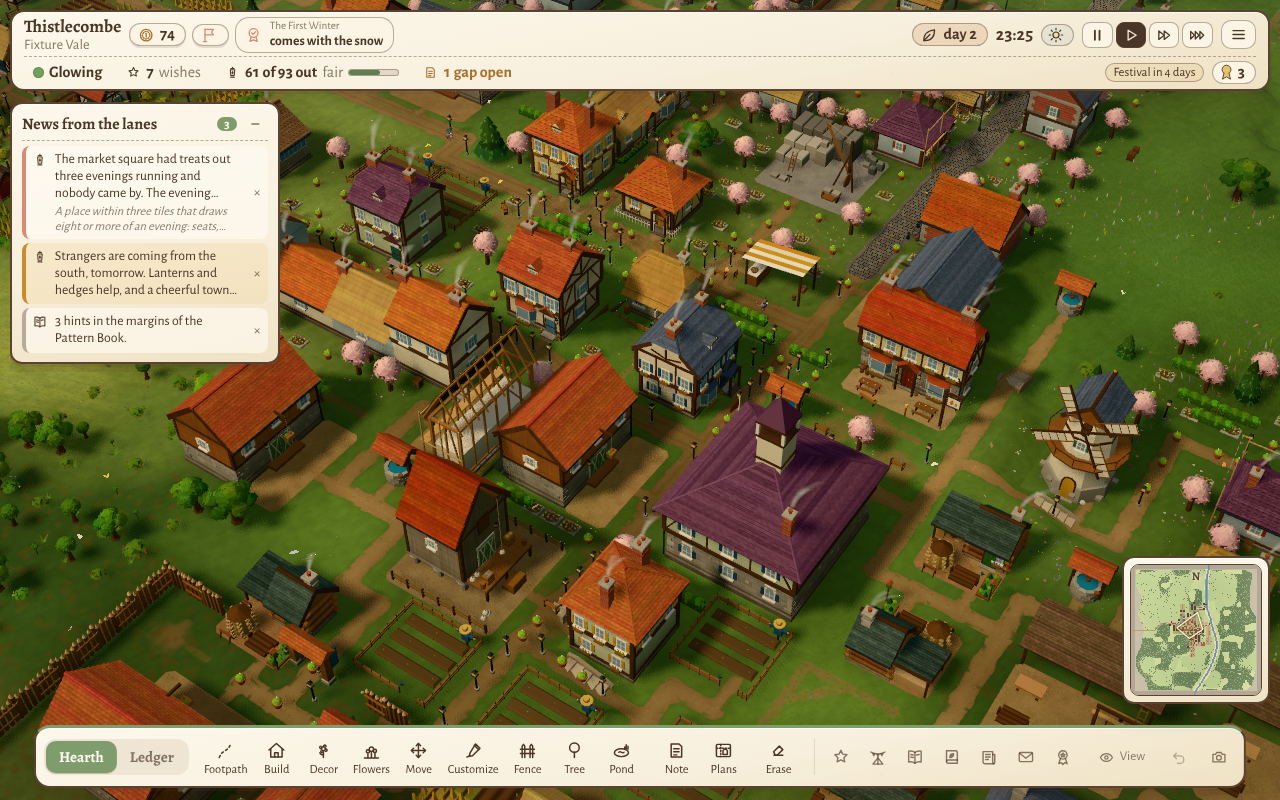 Thistlecombe
Fixture Vale
74
The First Winter
comes with the snow
day 2
23:25
Glowing
7 wishes
61 of 93 out fair
1 gap open
Festival in 4 days
3
News from the lanes
3
The market square had treats out
three evenings running and
nobody came by. The evening…
A place within three tiles that draws
eight or more of an evening: seats,…
Strangers are coming from the
south, tomorrow. Lanterns and
hedges help, and a cheerful town…
3 hints in the margins of the
Pattern Book.
N
Hearth
Ledger
Footpath
Build
Decor
Flowers
Move
Customize
Fence
Tree
Pond
Note
Plans
Erase
View